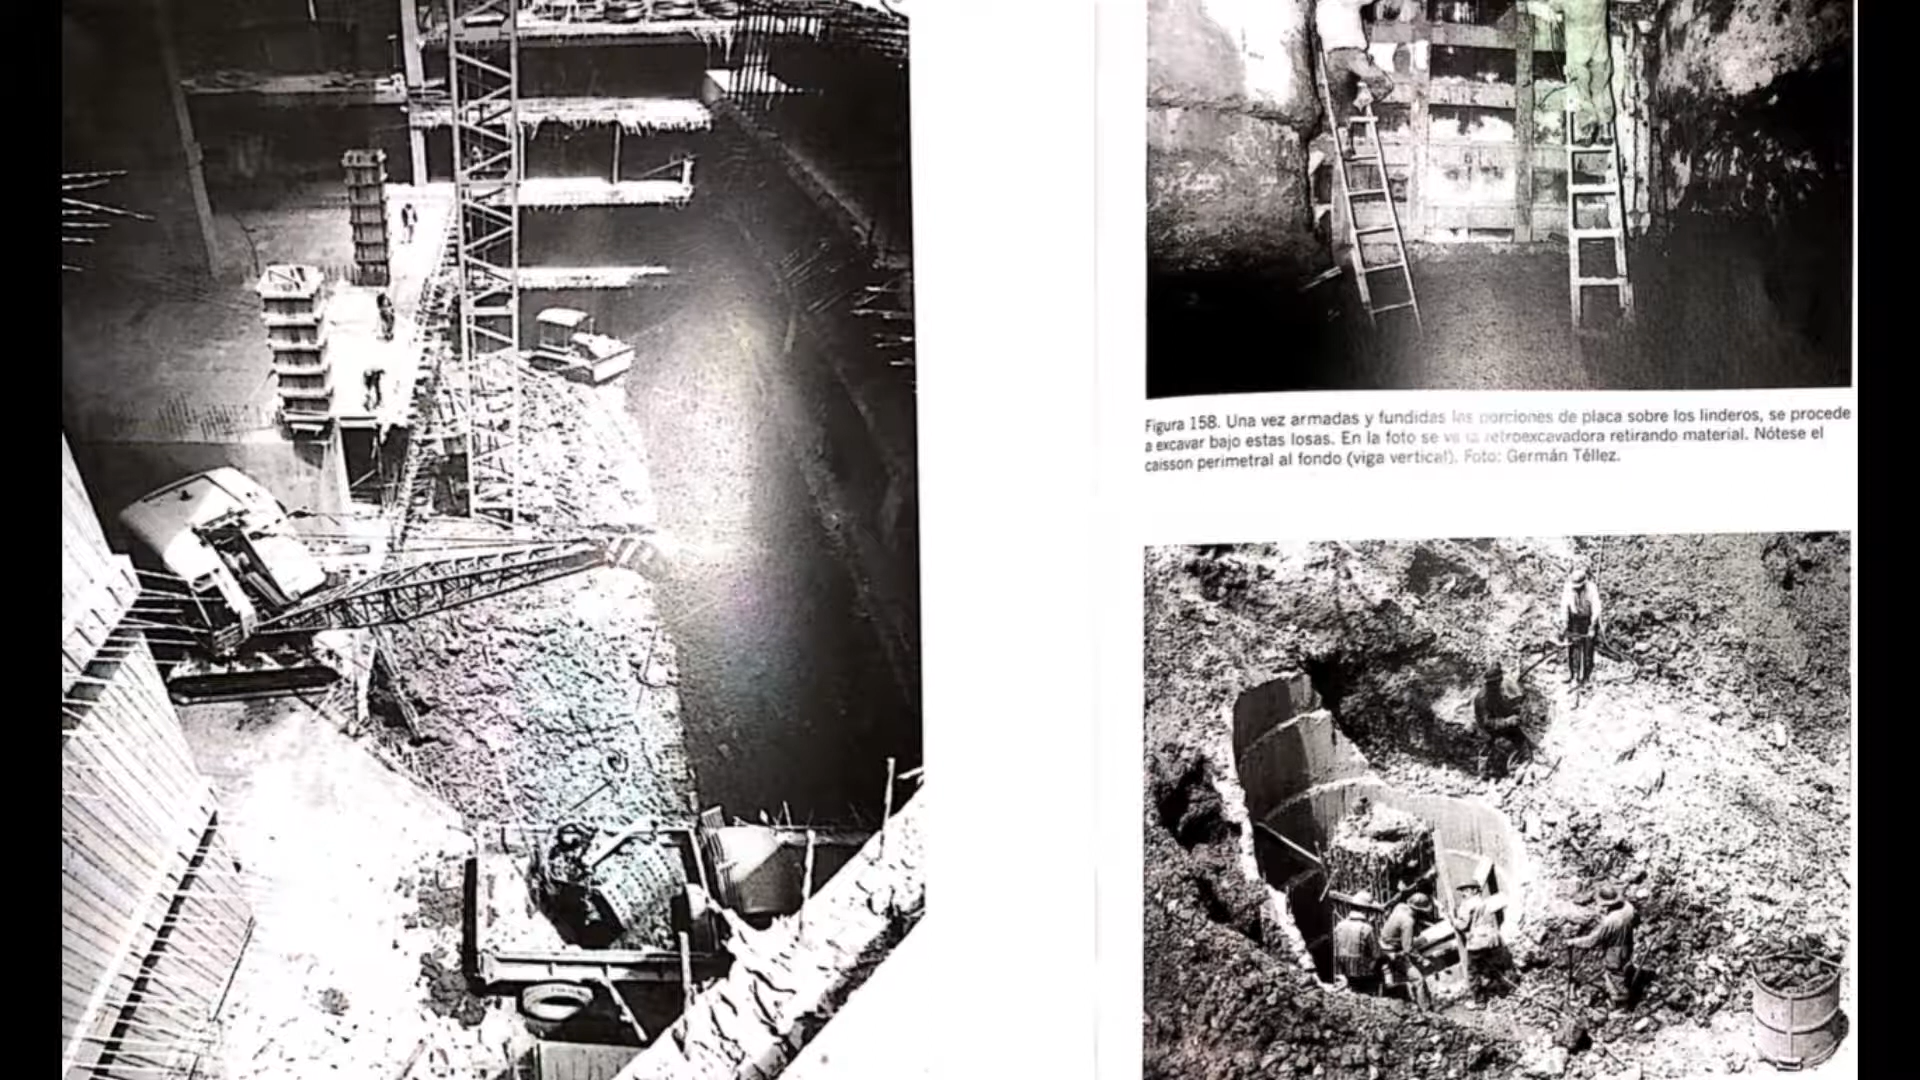 Figura 158. Una vez armadas y fundidas las porciones de placa sobre los linderos, se procede
a excavar bajo estas losas. En la foto se ve la retroexcavadora retirando material. Nótese el
caisson perimetral al fondo (viga vertical). Foto: Germán Téllez.